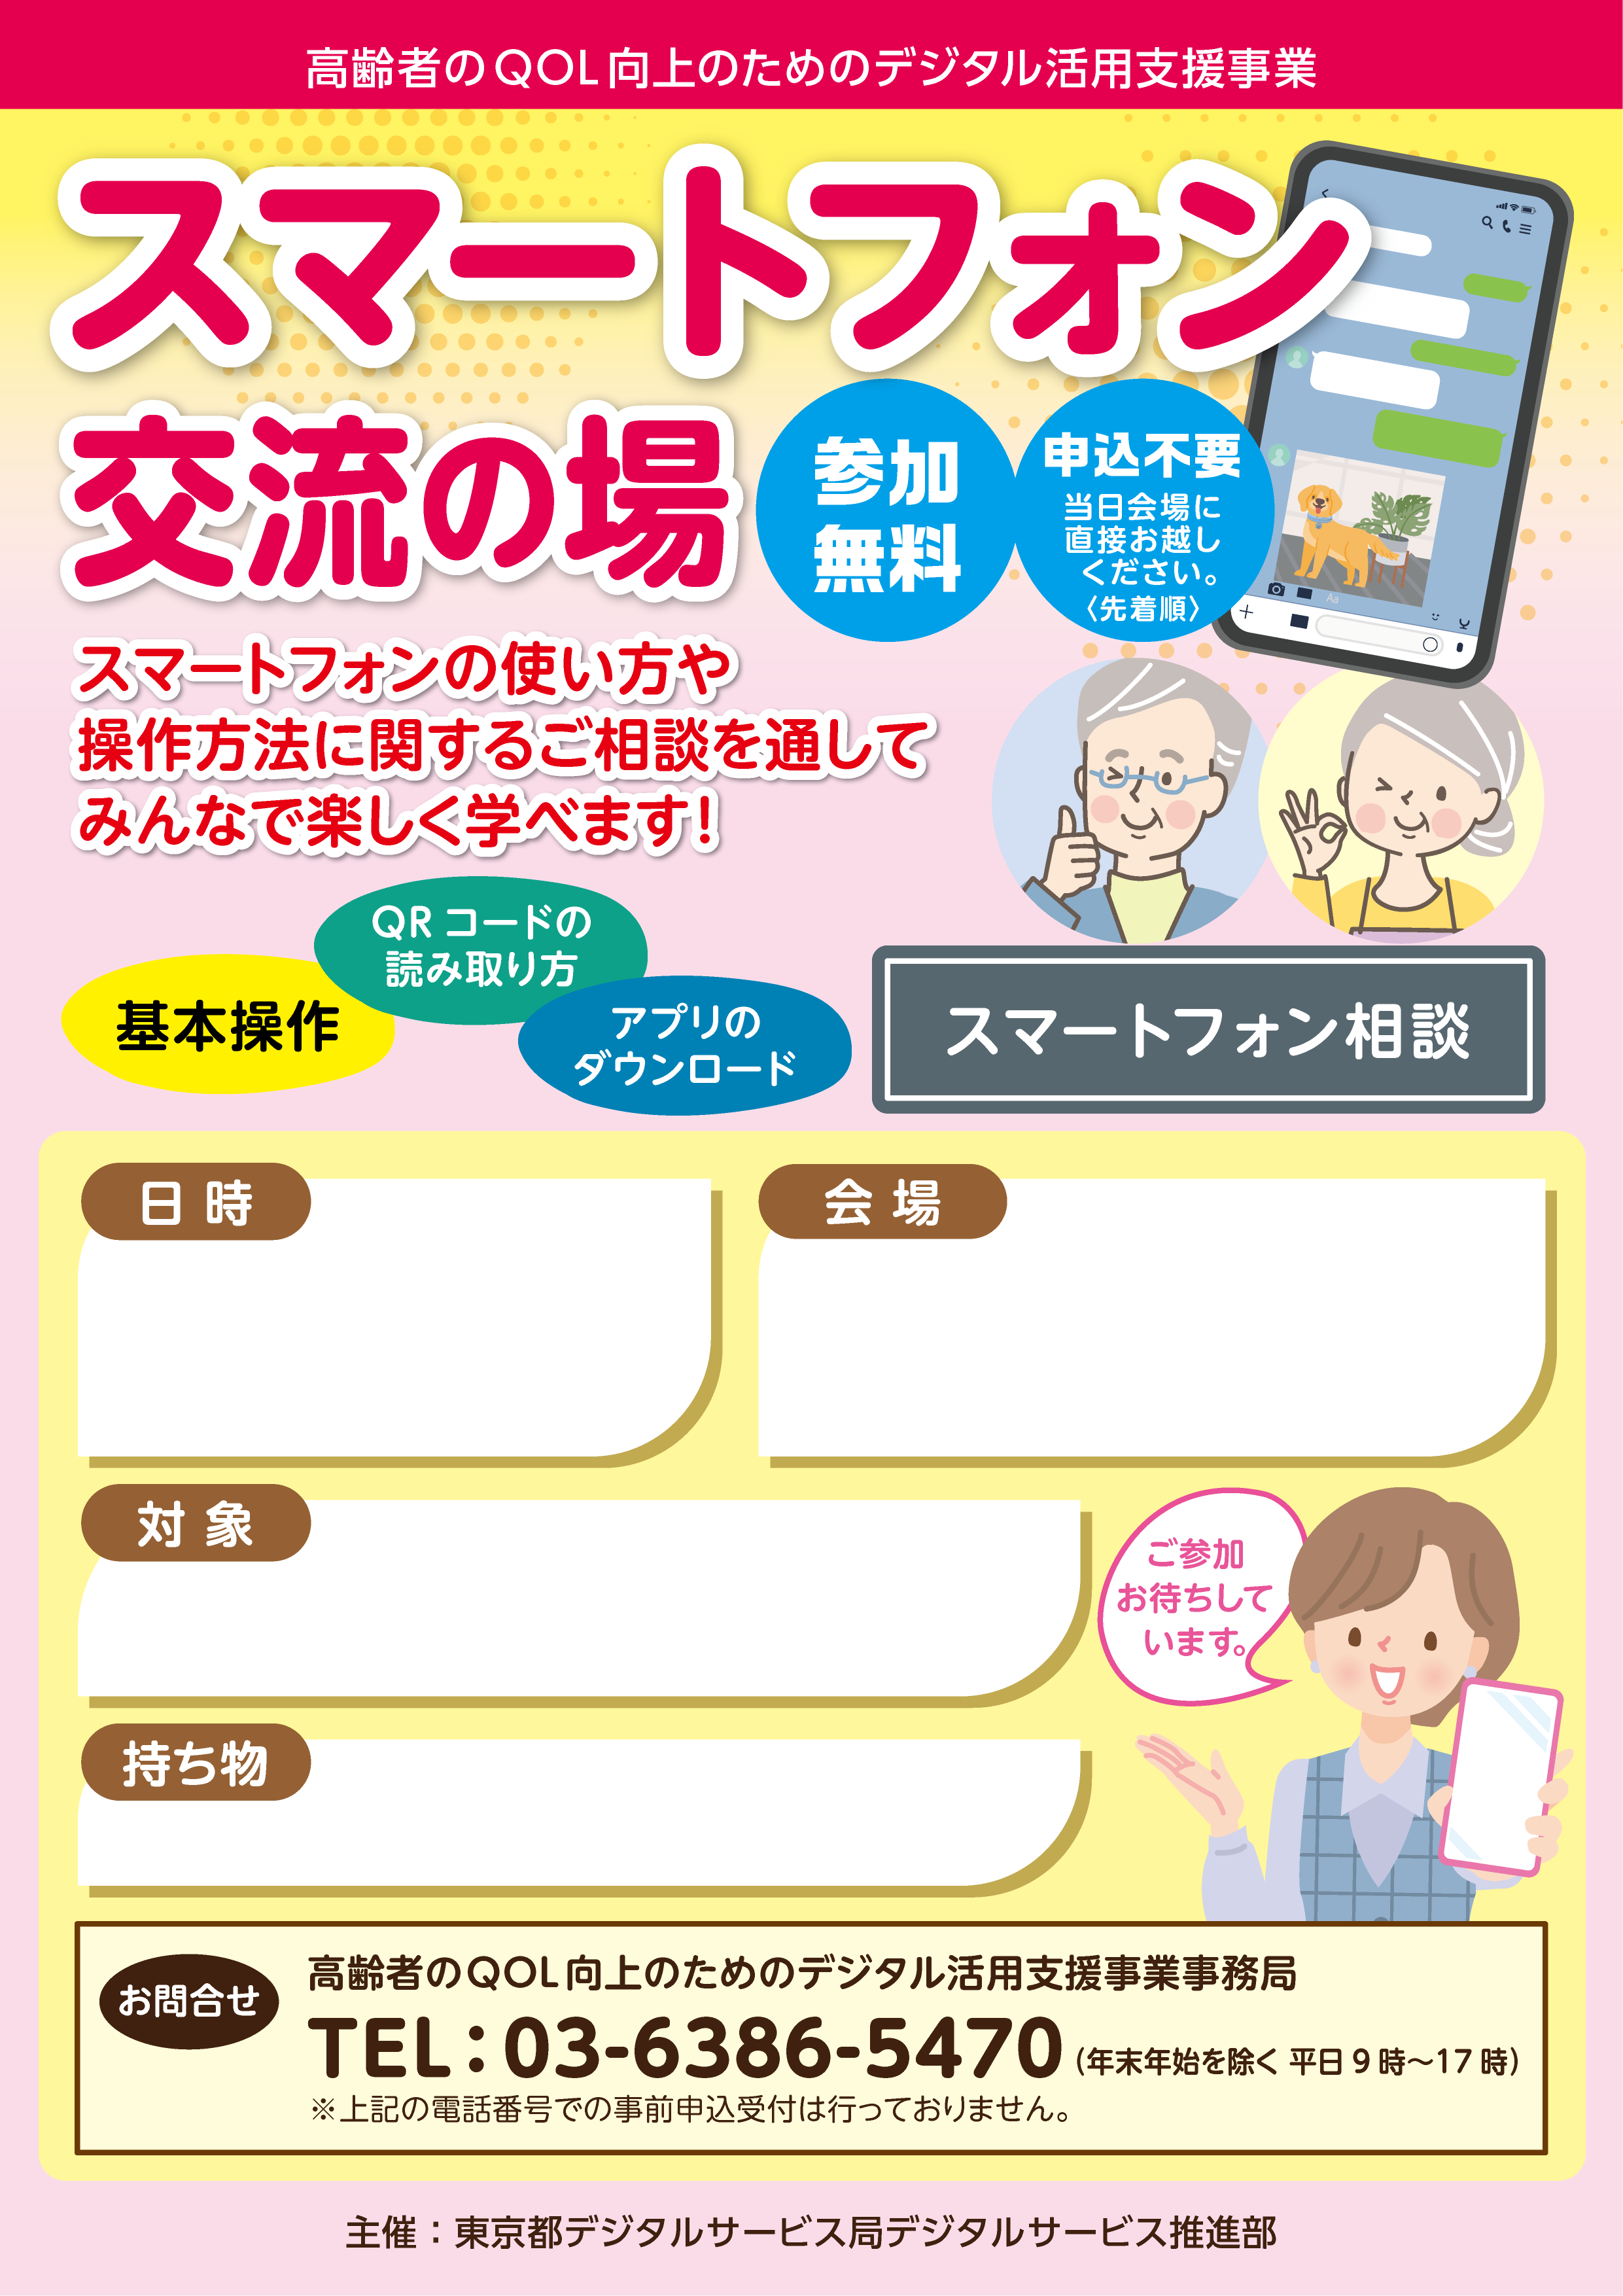 高齢者のQOL向上のためのデジタル活用支援事業
スマートフォン
交流の場
参加
無料
申込不要
当日会場に
直接お越し
ください。
〈先着順〉
Aa
スマートフォンの使い方や
操作方法に関するご相談を通して
みんなで楽しく学べます!
QRコードの
読み取り方
基本操作
アプリの
ダウンロード
スマートフォン相談
日時
会場
対象
ご参加
お待ちして
います。
持ち物
お問合せ
高齢者のQOL向上のためのデジタル活用支援事業事務局
TEL:03-6386-5470(年末年始を除く 平日9時~17時)
※上記の電話番号での事前申込受付は行っておりません。
主催:東京都デジタルサービス局デジタルサービス推進部